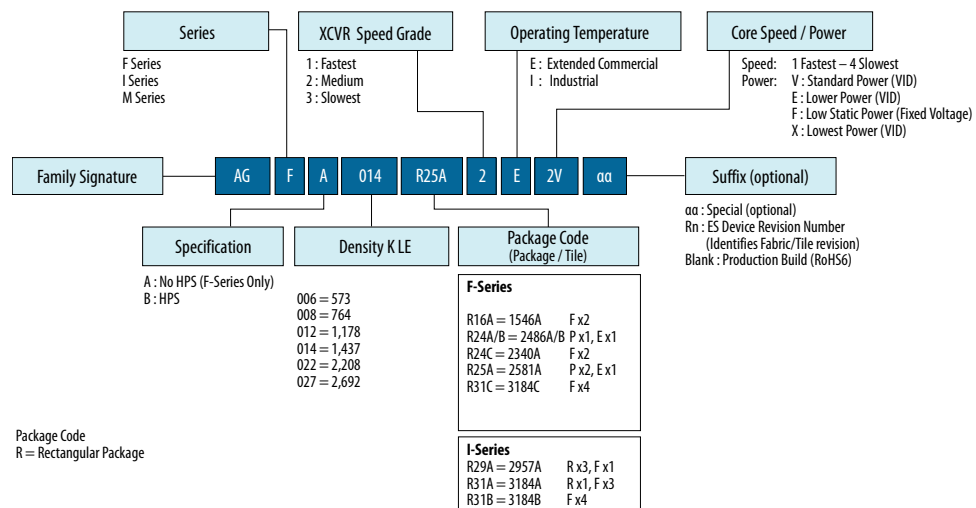 Series
F Series
I Series
M Series
XCVR Speed Grade
1 : Fastest
2 : Medium
3 : Slowest
Operating Temperature
E : Extended Commercial
I : Industrial
Core Speed / Power
Speed: 1 Fastest – 4 Slowest
Power: V : Standard Power (VID)
E : Lower Power (VID)
F : Low Static Power (Fixed Voltage)
X : Lowest Power (VID)
Family Signature
AG F A 014 R25A 2 E 2V αα
Suffix (optional)
αα : Special (optional)
Rn : ES Device Revision Number
(Identifies Fabric/Tile revision)
Blank : Production Build (RoHS6)
Specification
A : No HPS (F-Series Only)
B : HPS
Density K LE
006 = 573
008 = 764
012 = 1,178
014 = 1,437
022 = 2,208
027 = 2,692
Package Code
(Package / Tile)
F-Series
R16A = 1546A F x2
R24A/B = 2486A/B P x1, E x1
R24C = 2340A F x2
R25A = 2581A P x2, E x1
R31C = 3184C F x4
I-Series
R29A = 2957A R x3, F x1
R31A = 3184A R x1, F x3
R31B = 3184B F x4
Package Code
R = Rectangular Package